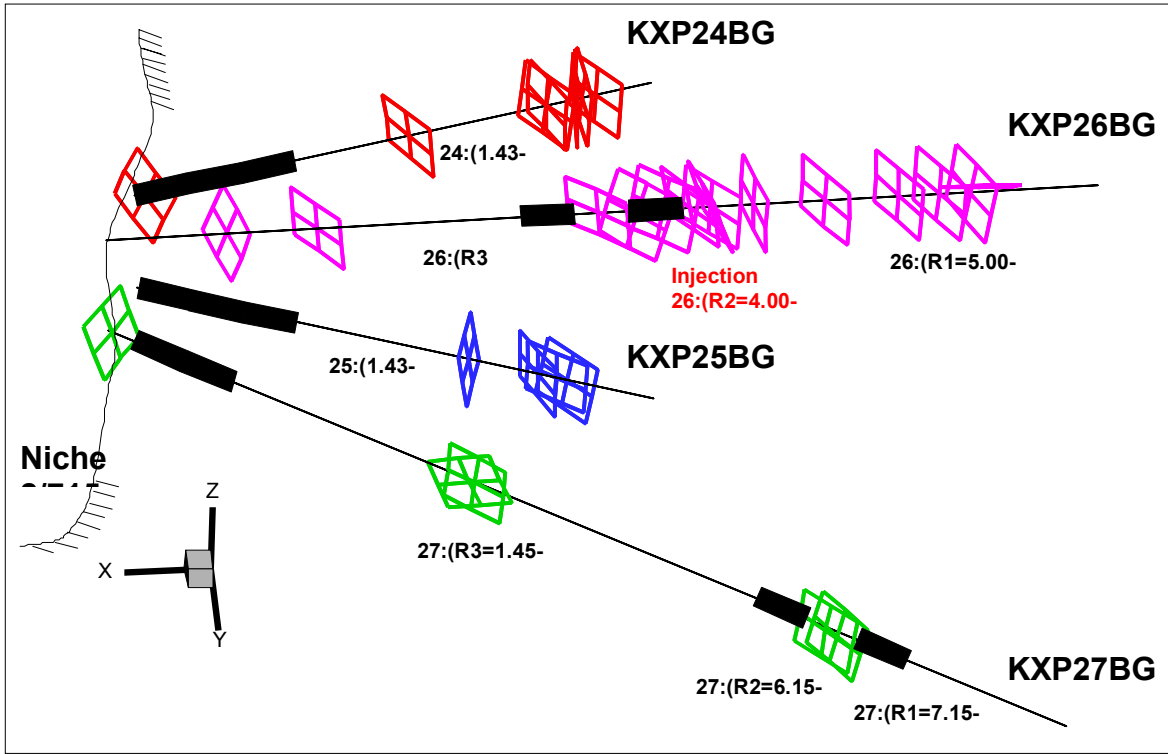 KXP24BG
KXP26BG
24:(1.43-
26:(R3
26:(R1=5.00-
Injection
26:(R2=4.00-
25:(1.43-
KXP25BG
Niche
Z
X
Y
27:(R3=1.45-
27:(R2=6.15-
27:(R1=7.15-
KXP27BG